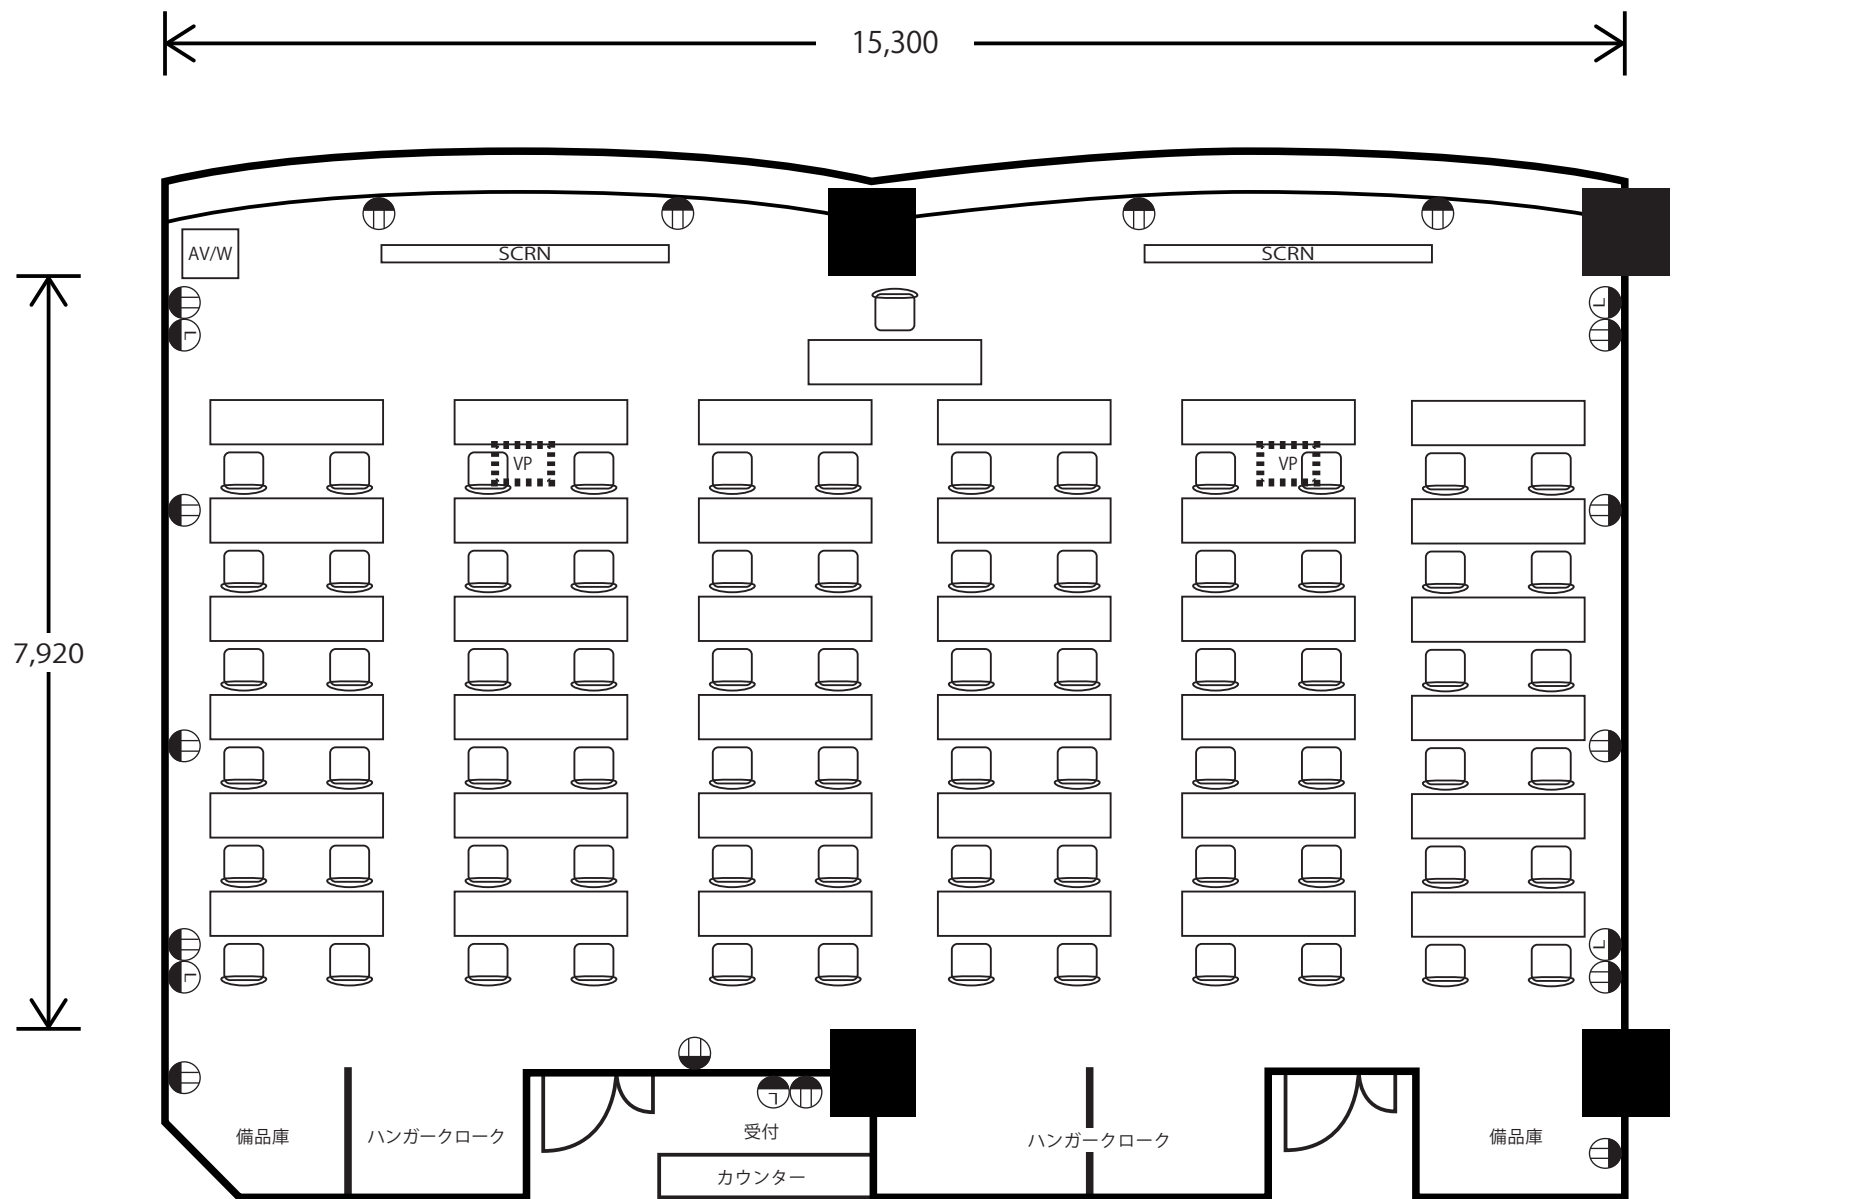 15,300
AV/W
SCRN
SCRN
L
L
VP
VP
7,920
L
L
L
受付
備品庫
ハンガークローク
ハンガークローク
備品庫
カウンター